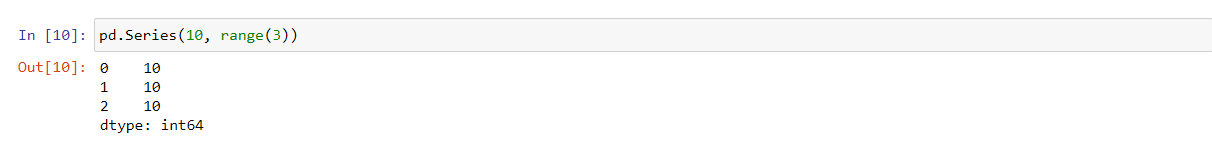 In [10]: pd.Series(10, range(3))
Out[10]: 0    10
1    10
2    10
dtype: int64